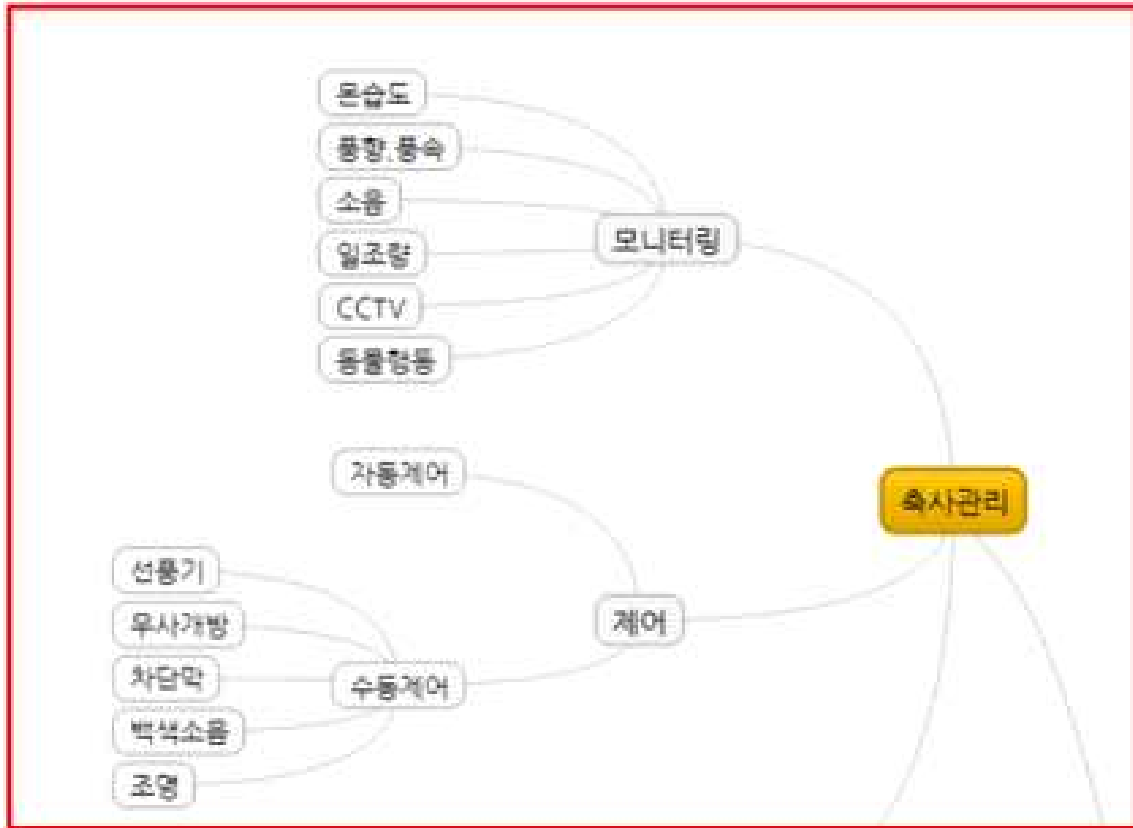 온습도
풍향,풍속
소음
일조량
CCTV
동물행동
모니터링
자동제어
축사관리
선풍기
우사개방
제어
차단막
수동제어
백색소음
조명